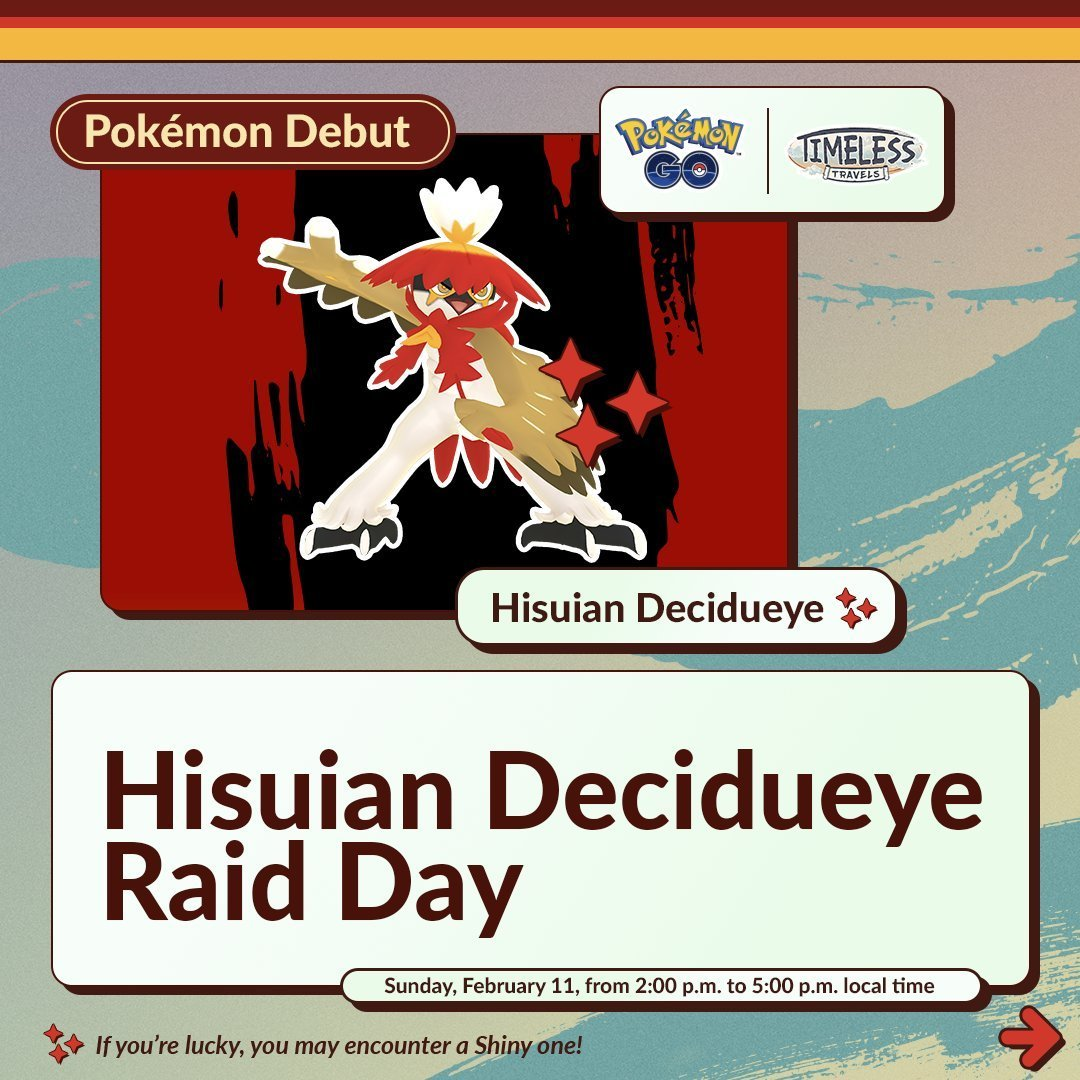 Pokémon Debut
POKÉMON
GO
TIMELESS
TRAVELS
Hisuian Decidueye
Hisuian Decidueye
Raid Day
Sunday, February 11, from 2:00 p.m. to 5:00 p.m. local time
If you're lucky, you may encounter a Shiny one!